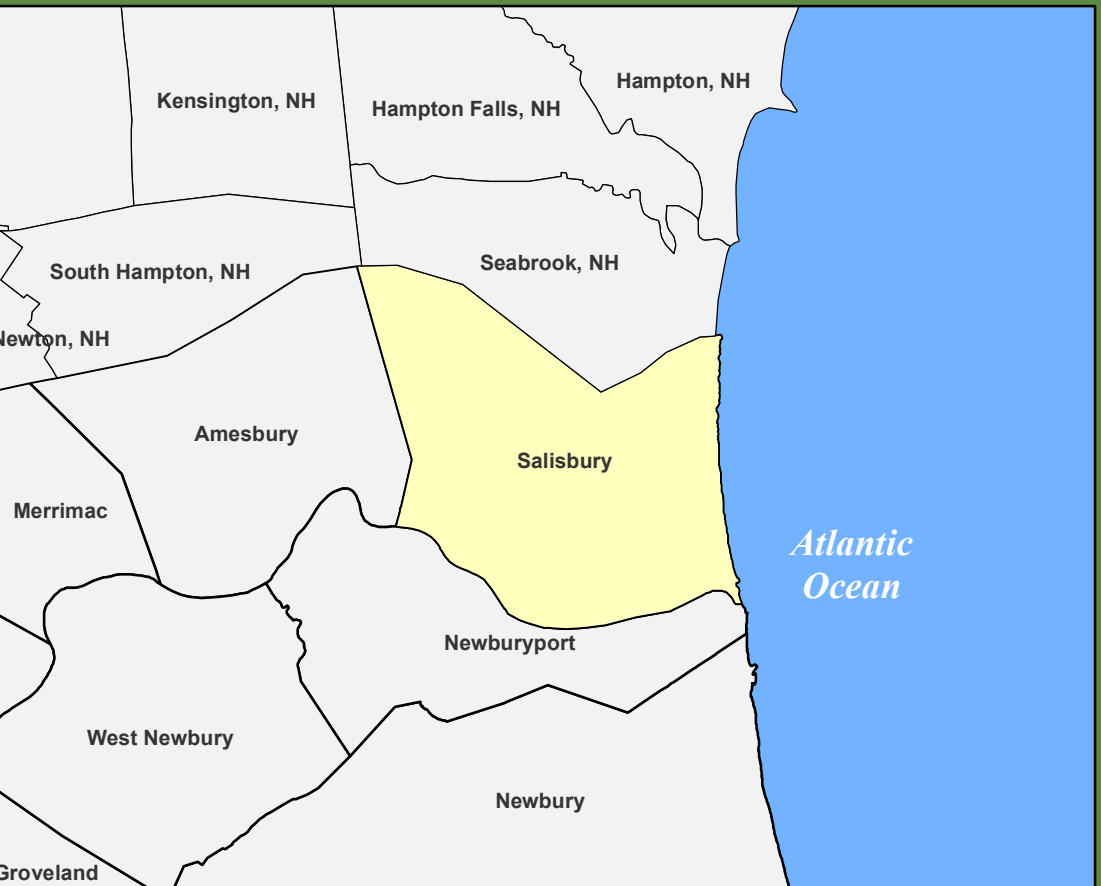 Hampton, NH
Kensington, NH
Hampton Falls, NH
Seabrook, NH
South Hampton, NH
Newton, NH
Amesbury
Salisbury
Merrimac
Atlantic
Ocean
Newburyport
West Newbury
Newbury
Groveland